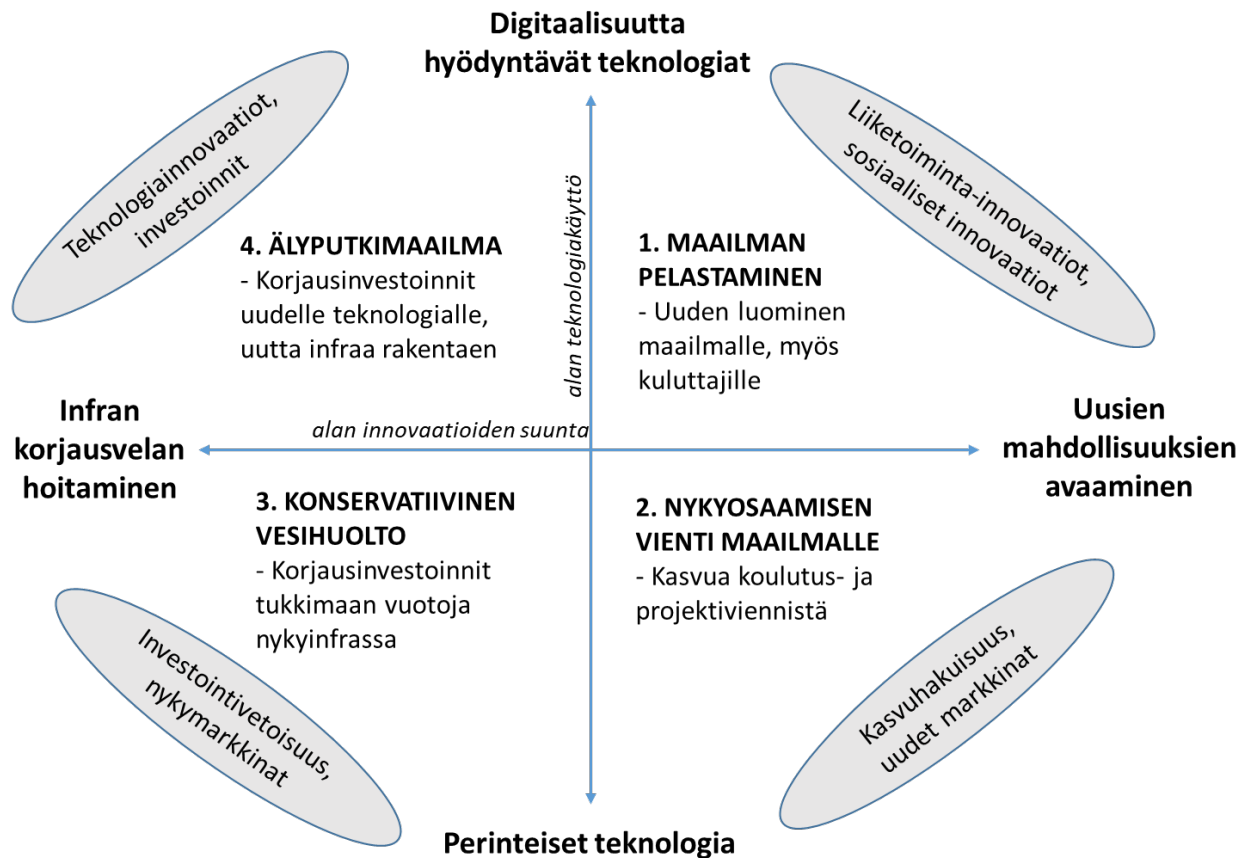 Digitaalisuutta
hyödyntävät teknologiat
Teknologiainnovaatiot,
investoinnit
Liiketoiminta-innovaatiot,
sosiaaliset innovaatiot
alan teknologiakäyttö
4. ÄLYPUTKIMAAILMA
- Korjausinvestoinnit
uudelle teknologialle,
uutta infraa rakentaen
1. MAAILMAN
PELASTAMINEN
- Uuden luominen
maailmalle, myös
kuluttajille
Infran
korjausvelan
hoitaminen
alan innovaatioiden suunta
Uusien
mahdollisuuksien
avaaminen
3. KONSERVATIIVINEN
VESIHUOLTO
- Korjausinvestoinnit
tukkimaan vuotoja
nykyinfrassa
2. NYKYOSAAMISEN
VIENTI MAAILMALLE
- Kasvua koulutus- ja
projektiviennistä
Investointivetoisuus,
nykymarkkinat
Kasvuhakuisuus,
uudet markkinat
Perinteiset teknologia